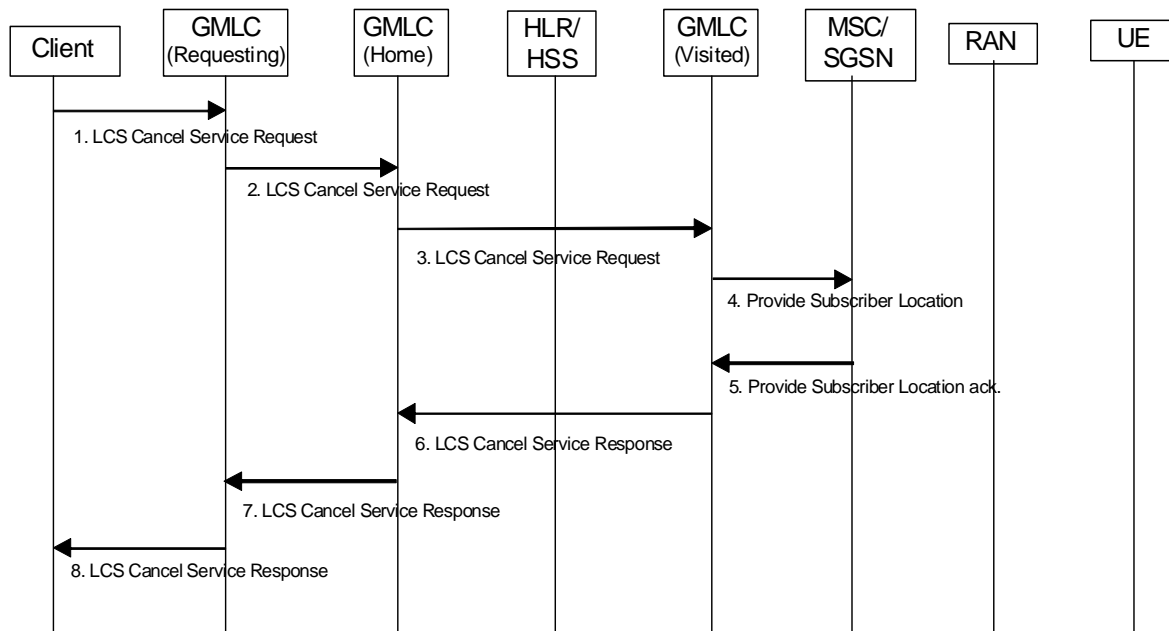 Client
GMLC
(Requesting)
GMLC
(Home)
HLR/
HSS
GMLC
(Visited)
MSC/
SGSN
RAN
UE
1. LCS Cancel Service Request
2. LCS Cancel Service Request
3. LCS Cancel Service Request
4. Provide Subscriber Location
5. Provide Subscriber Location ack.
6. LCS Cancel Service Response
7. LCS Cancel Service Response
8. LCS Cancel Service Response